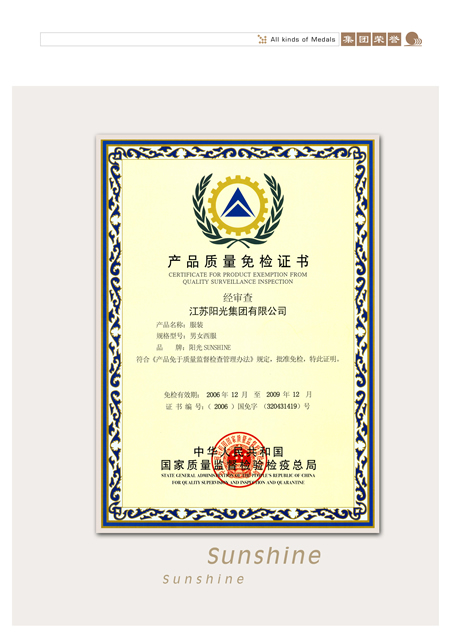 All kinds of Medals 集团荣誉
产品质量免检证书
CERTIFICATE FOR PRODUCT EXEMPTION FROM
QUALITY SURVEILLANCE INSPECTION
经审查
江苏阳光集团有限公司
产品名称：服装
规格型号：男女西服
品 牌：阳光 SUNSHINE
符合《产品免于质量监督检查管理办法》规定，批准免检，特此证明。
免检有效期： 2006 年 12 月 至 2009 年 12 月
证 书 编 号：（ 2006 ）国免字 （320431419）号
中华人民共和国
国家质量监督检验检疫总局
STATE GENERAL ADMINISTRATION OF THE PEOPLE'S REPUBLIC OF CHINA
FOR QUALITY SUPERVISION AND INSPECTION AND QUARANTINE
Sunshine
Sunshine